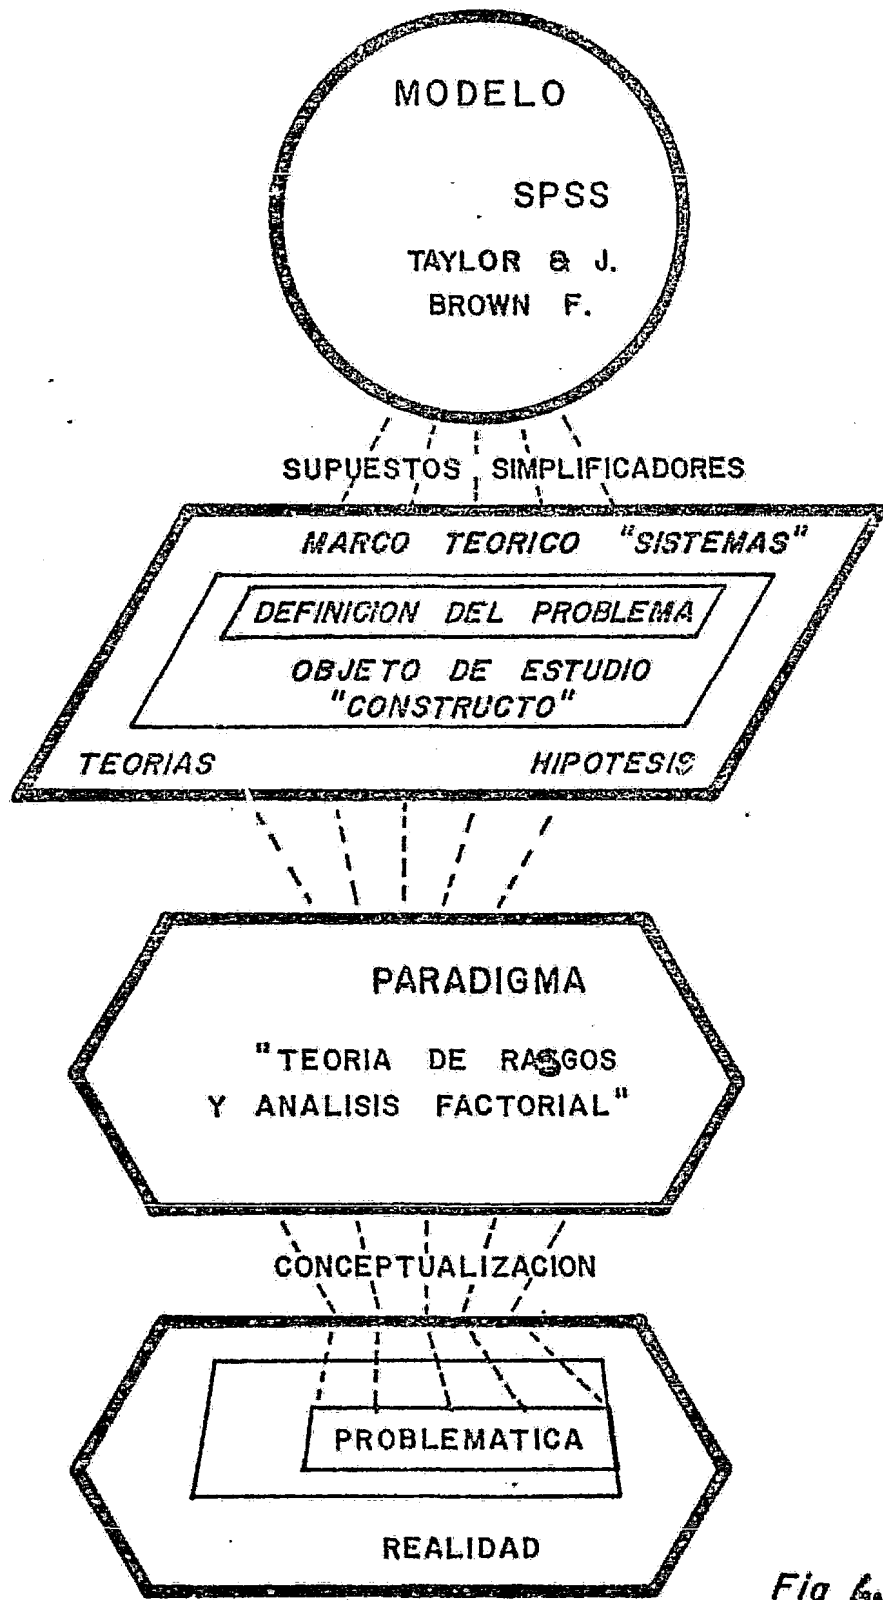 MODELO
SPSS
TAYLOR & J.
BROWN F.
SUPUESTOS SIMPLIFICADORES
MARCO TEORICO "SISTEMAS"
DEFINICION DEL PROBLEMA
OBJETO DE ESTUDIO
"CONSTRUCTO"
TEORIAS HIPOTESIS
PARADIGMA
"TEORIA DE RASGOS
Y ANALISIS FACTORIAL"
CONCEPTUALIZACION
PROBLEMATICA
REALIDAD
Fig